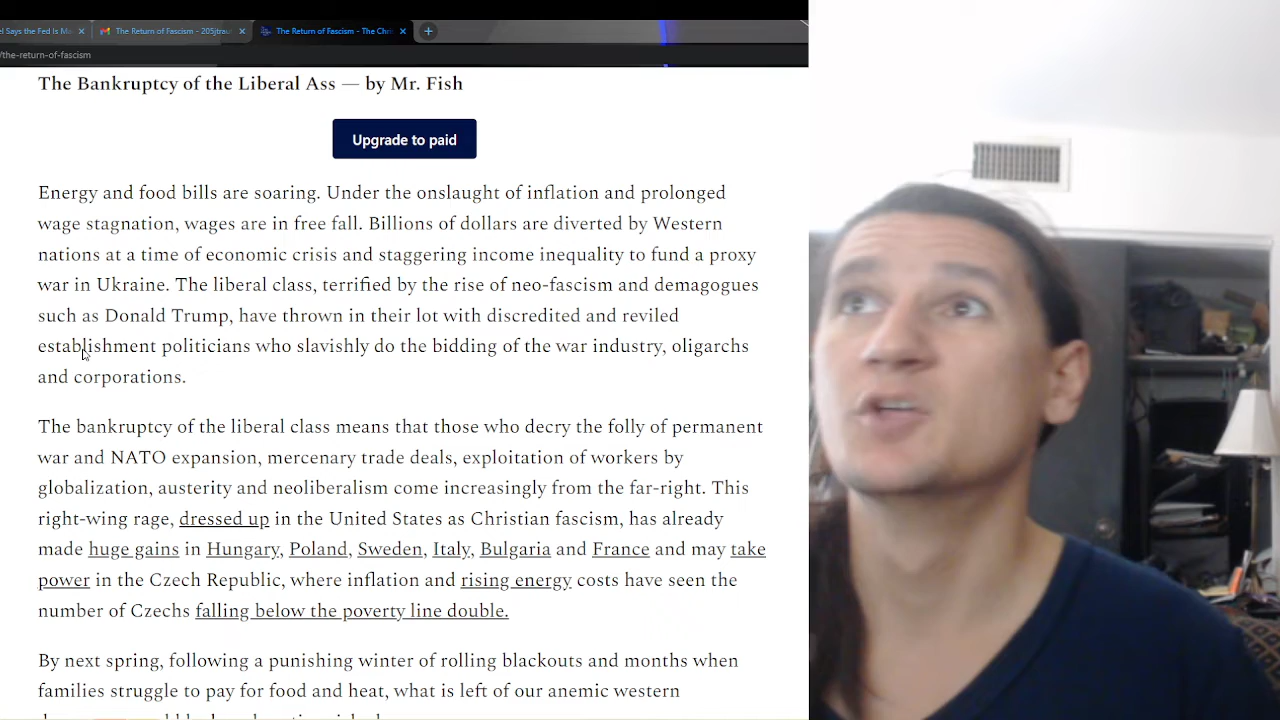 el Says the Fed Is Ma
The Return of Fascism - 205jtrau
The Return of Fascism - The Chri
/the-return-of-fascism
The Bankruptcy of the Liberal Ass — by Mr. Fish
Upgrade to paid
Energy and food bills are soaring. Under the onslaught of inflation and prolonged
wage stagnation, wages are in free fall. Billions of dollars are diverted by Western
nations at a time of economic crisis and staggering income inequality to fund a proxy
war in Ukraine. The liberal class, terrified by the rise of neo-fascism and demagogues
such as Donald Trump, have thrown in their lot with discredited and reviled
establishment politicians who slavishly do the bidding of the war industry, oligarchs
and corporations.
The bankruptcy of the liberal class means that those who decry the folly of permanent
war and NATO expansion, mercenary trade deals, exploitation of workers by
globalization, austerity and neoliberalism come increasingly from the far-right. This
right-wing rage, dressed up in the United States as Christian fascism, has already
made huge gains in Hungary, Poland, Sweden, Italy, Bulgaria and France and may take
power in the Czech Republic, where inflation and rising energy costs have seen the
number of Czechs falling below the poverty line double.
By next spring, following a punishing winter of rolling blackouts and months when
families struggle to pay for food and heat, what is left of our anemic western